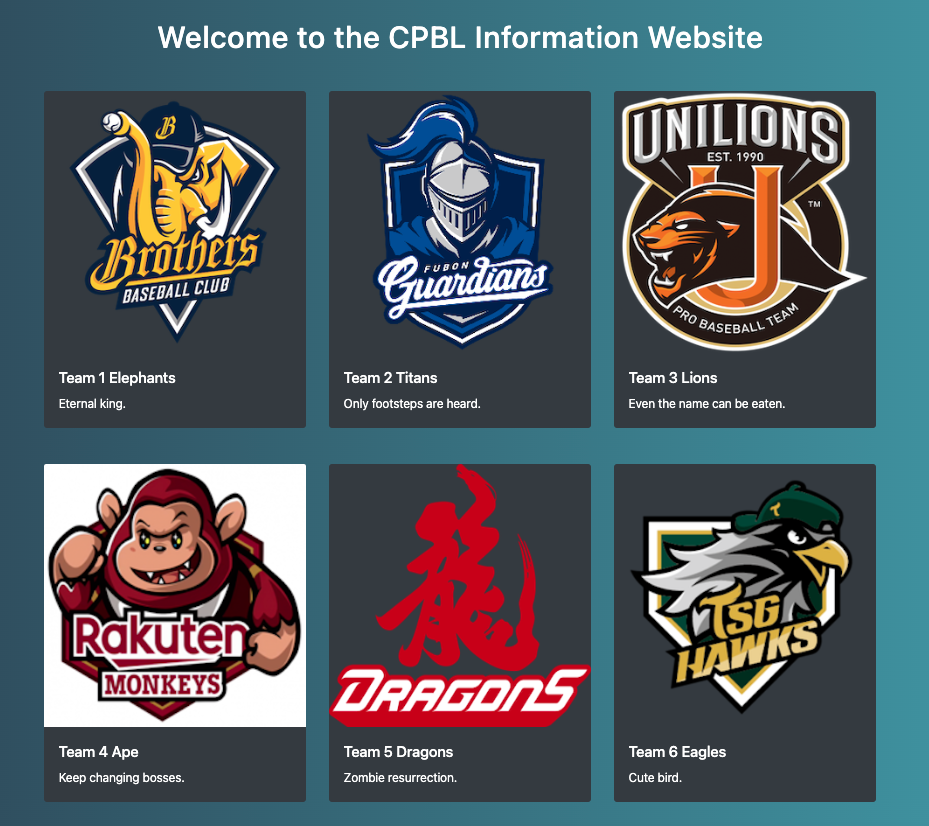 Welcome to the CPBL Information Website
B
Brothers
BASEBALL CLUB
Team 1 Elephants
Eternal king.
FUBON
Guardians
Team 2 Titans
Only footsteps are heard.
UNILIONS
EST. 1990
U
TM
PRO BASEBALL TEAM
Team 3 Lions
Even the name can be eaten.
Rakuten
MONKEYS
Team 4 Ape
Keep changing bosses.
龍
DRAGONS
Team 5 Dragons
Zombie resurrection.
T
TSG
HAWKS
Team 6 Eagles
Cute bird.